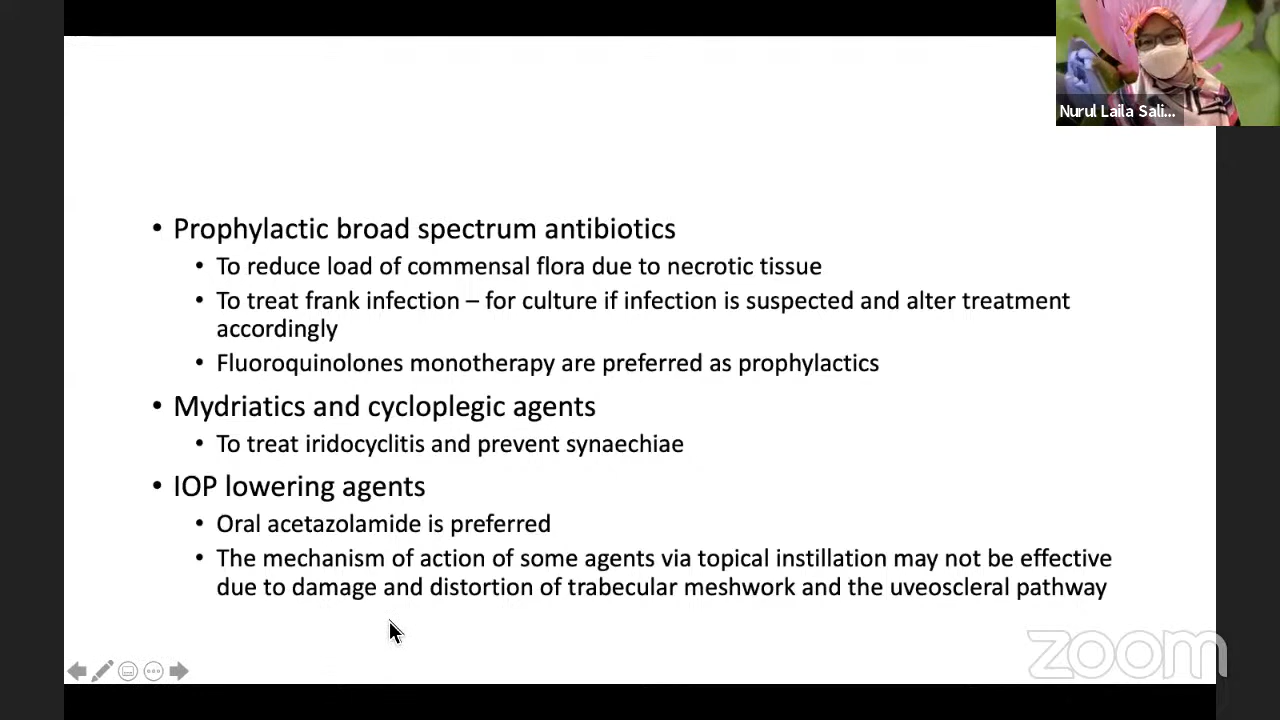 Nurul Laila Sali...
• Prophylactic broad spectrum antibiotics
• To reduce load of commensal flora due to necrotic tissue
• To treat frank infection – for culture if infection is suspected and alter treatment
accordingly
• Fluoroquinolones monotherapy are preferred as prophylactics
• Mydriatics and cycloplegic agents
• To treat iridocyclitis and prevent synaechiae
• IOP lowering agents
• Oral acetazolamide is preferred
• The mechanism of action of some agents via topical instillation may not be effective
due to damage and distortion of trabecular meshwork and the uveoscleral pathway
zoom